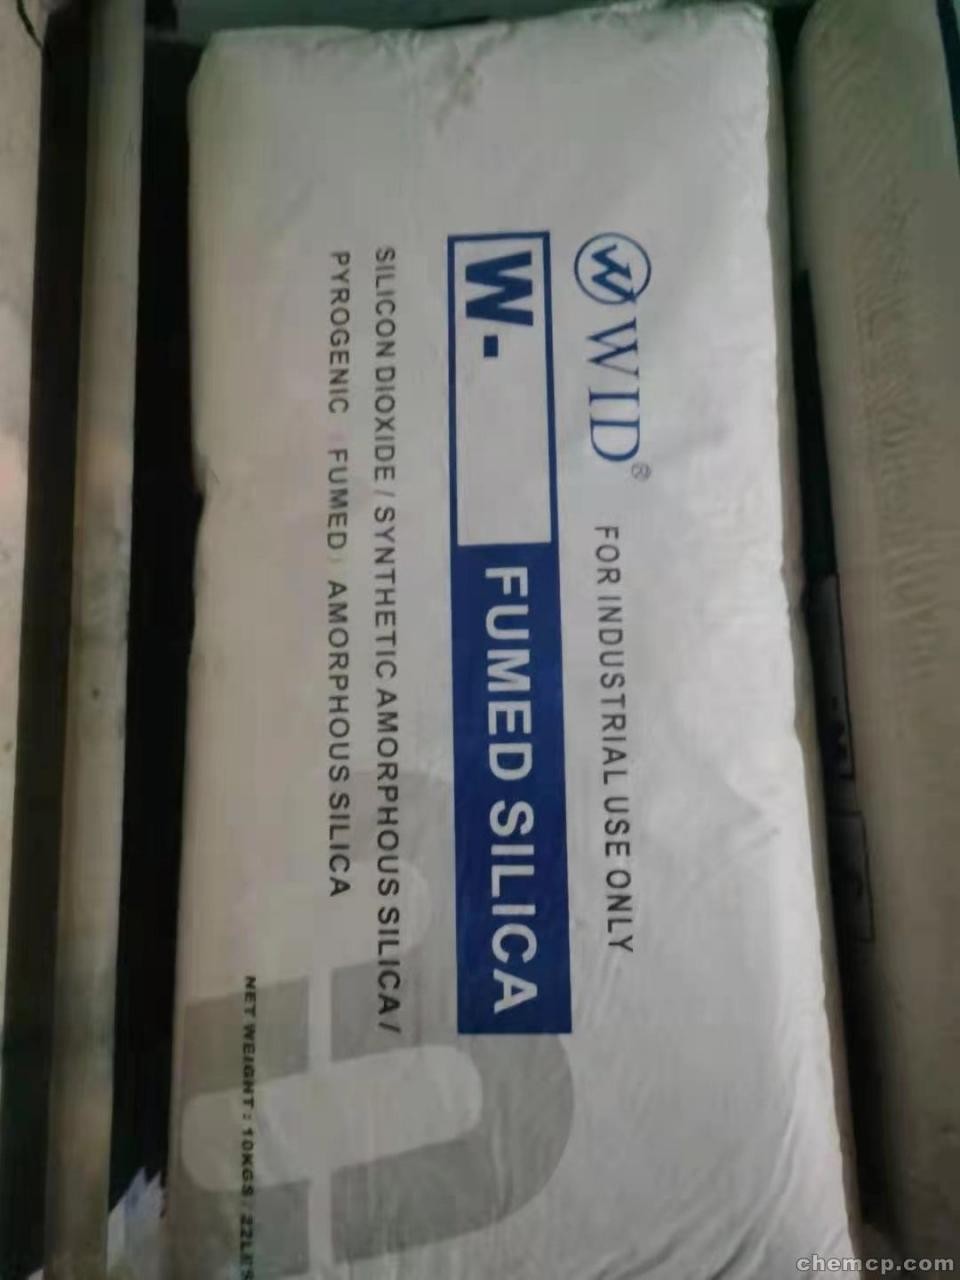 W WID®
FOR INDUSTRIAL USE ONLY
W.
FUMED SILICA
SILICON DIOXIDE / SYNTHETIC AMORPHOUS SILICA /
PYROGENIC (FUMED) AMORPHOUS SILICA
NET WEIGHT : 10KGS / 22LB'S
chemcp.com